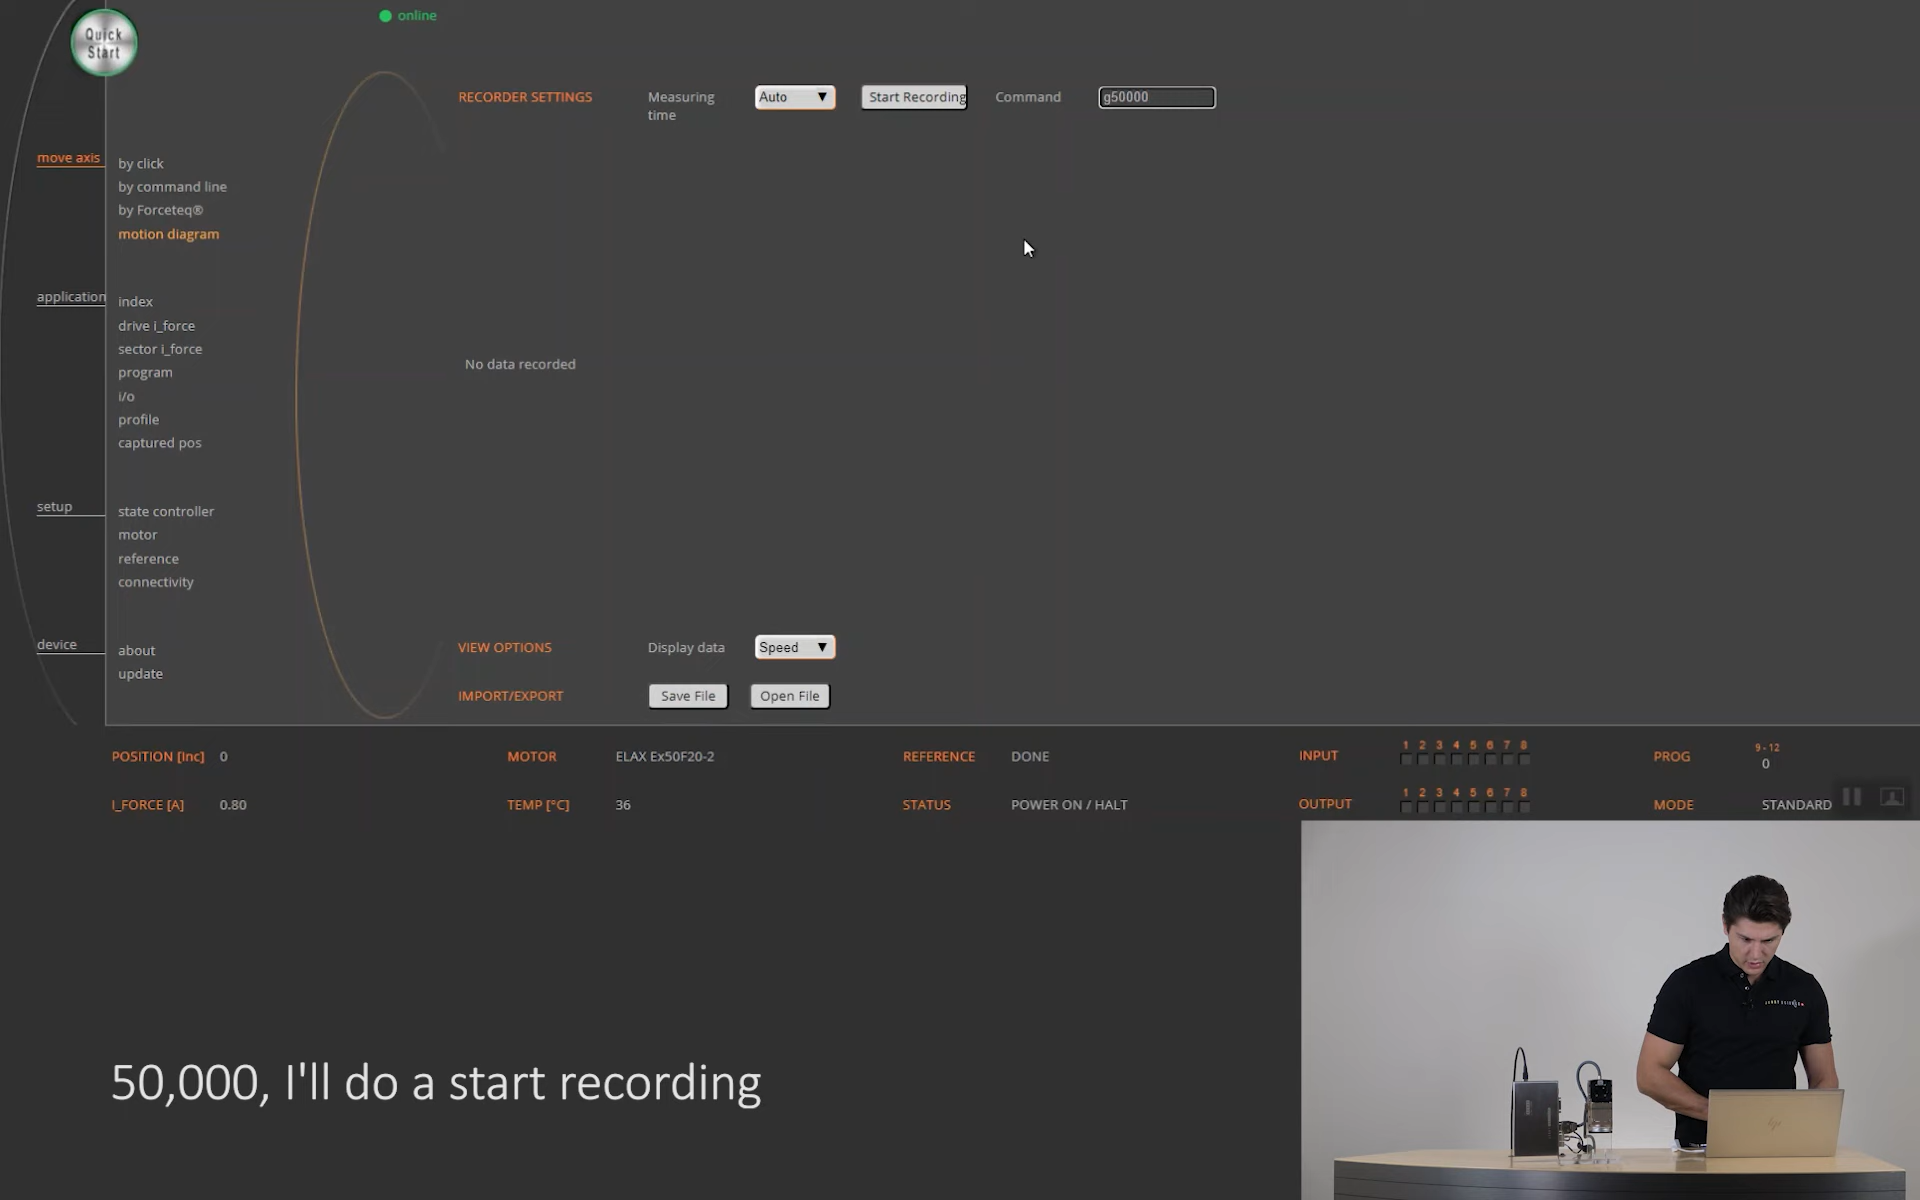 Quick
Start
online
RECORDER SETTINGS
Measuring
time
Auto ▼
Start Recording
Command
g50000
move axis
by click
by command line
by Forceteq®
motion diagram
application
index
drive i_force
sector i_force
program
i/o
profile
captured pos
No data recorded
setup
state controller
motor
reference
connectivity
device
about
update
VIEW OPTIONS
Display data
Speed ▼
IMPORT/EXPORT
Save File
Open File
POSITION [Inc] 0
MOTOR ELAX Ex50F20-2
REFERENCE DONE
INPUT 1 2 3 4 5 6 7 8
PROG 9 - 12
0
I_FORCE [A] 0.80
TEMP [°C] 36
STATUS POWER ON / HALT
OUTPUT 1 2 3 4 5 6 7 8
MODE STANDARD
50,000, I'll do a start recording
hp